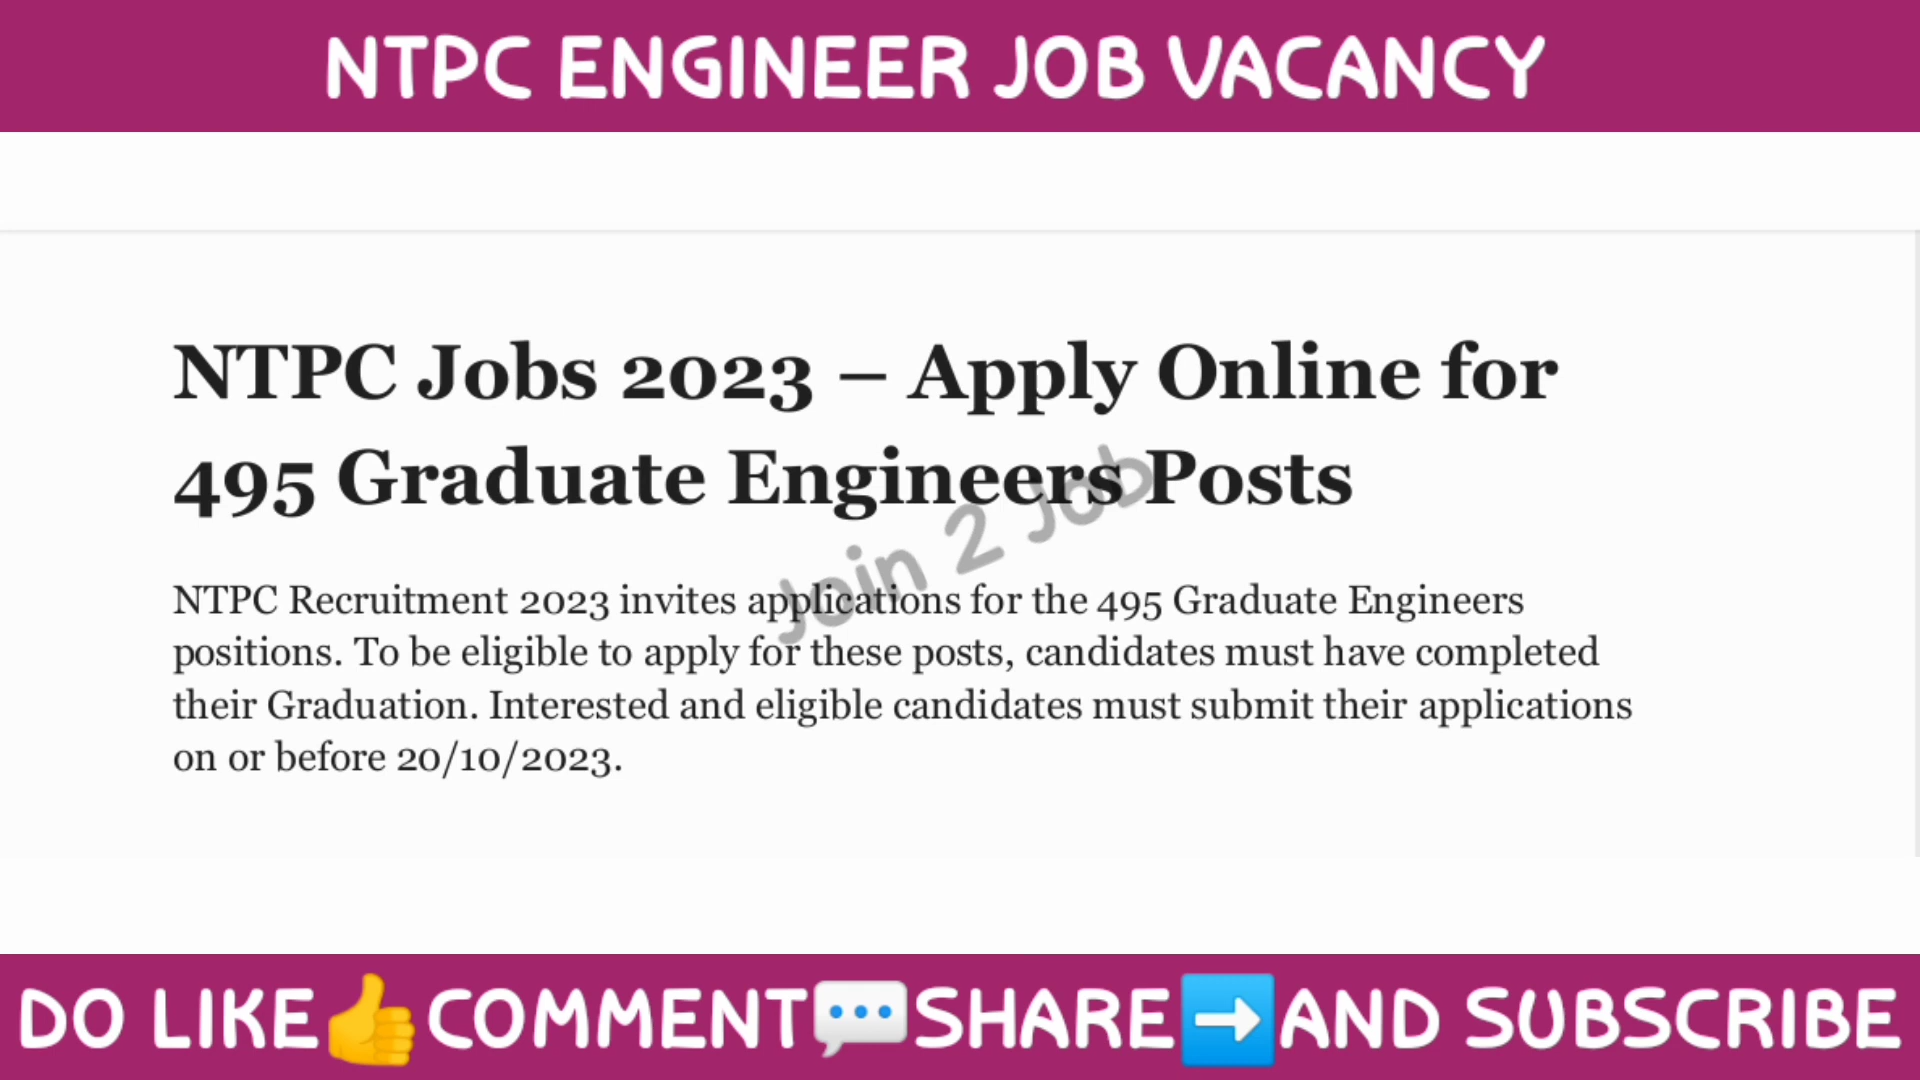 NTPC ENGINEER JOB VACANCY
NTPC Jobs 2023 – Apply Online for
495 Graduate Engineers Posts
Join 2 Job
NTPC Recruitment 2023 invites applications for the 495 Graduate Engineers
positions. To be eligible to apply for these posts, candidates must have completed
their Graduation. Interested and eligible candidates must submit their applications
on or before 20/10/2023.
DO LIKE👍COMMENT💬SHARE➡️AND SUBSCRIBE